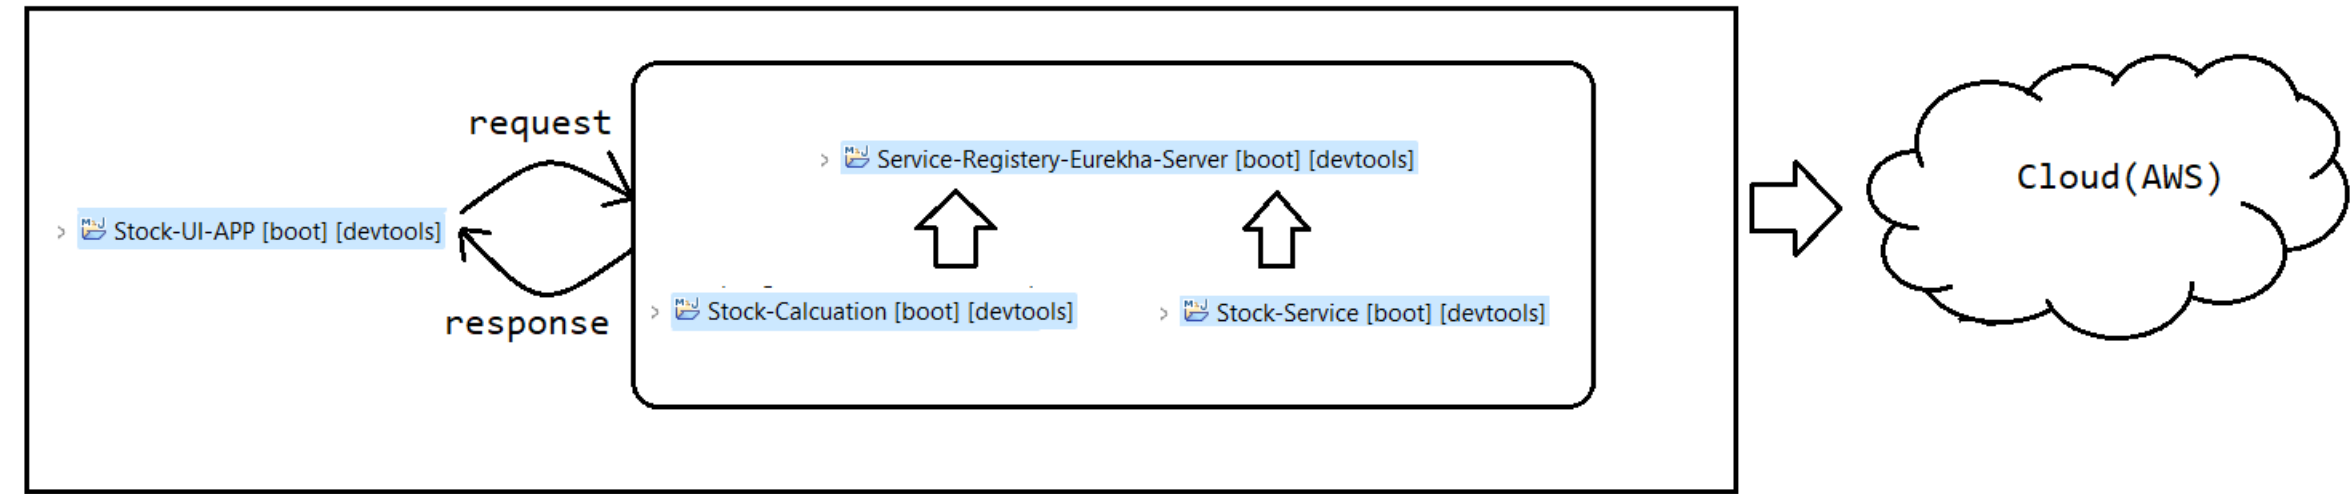 request
Service-Registery-Eurekha-Server [boot] [devtools]
Cloud(AWS)
Stock-UI-APP [boot] [devtools]
Stock-Calcuation [boot] [devtools]
Stock-Service [boot] [devtools]
response